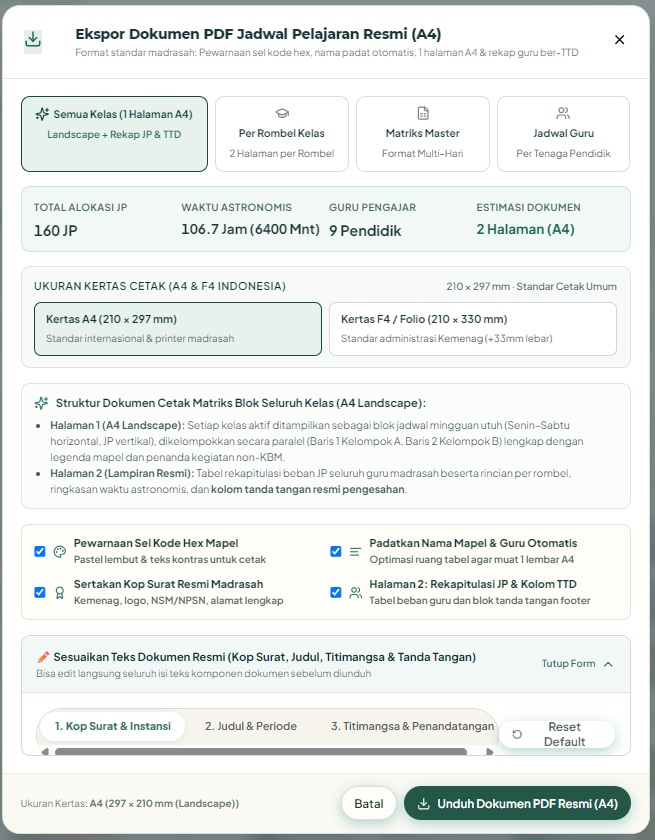 Ekspor Dokumen PDF Jadwal Pelajaran Resmi (A4)
Format standar madrasah: Pewarnaan sel kode hex, nama padat otomatis, 1 halaman A4 & rekap guru ber-TTD
Semua Kelas (1 Halaman A4)
Landscape + Rekap JP & TTD
Per Rombel Kelas
2 Halaman per Rombel
Matriks Master
Format Multi-Hari
Jadwal Guru
Per Tenaga Pendidik
TOTAL ALOKASI JP
160 JP
WAKTU ASTRONOMIS
106.7 Jam (6400 Mnt)
GURU PENGAJAR
9 Pendidik
ESTIMASI DOKUMEN
2 Halaman (A4)
UKURAN KERTAS CETAK (A4 & F4 INDONESIA)
210 × 297 mm · Standar Cetak Umum
Kertas A4 (210 × 297 mm)
Standar internasional & printer madrasah
Kertas F4 / Folio (210 × 330 mm)
Standar administrasi Kemenag (+33mm lebar)
Struktur Dokumen Cetak Matriks Blok Seluruh Kelas (A4 Landscape):
• Halaman 1 (A4 Landscape): Setiap kelas aktif ditampilkan sebagai blok jadwal mingguan utuh (Senin–Sabtu
horizontal, JP vertikal), dikelompokkan secara paralel (Baris 1 Kelompok A, Baris 2 Kelompok B) lengkap dengan
legenda mapel dan penanda kegiatan non-KBM.
• Halaman 2 (Lampiran Resmi): Tabel rekapitulasi beban JP seluruh guru madrasah beserta rincian per rombel,
ringkasan waktu astronomis, dan kolom tanda tangan resmi pengesahan.
Pewarnaan Sel Kode Hex Mapel
Pastel lembut & teks kontras untuk cetak
Padatkan Nama Mapel & Guru Otomatis
Optimasi ruang tabel agar muat 1 lembar A4
Sertakan Kop Surat Resmi Madrasah
Kemenag, logo, NSM/NPSN, alamat lengkap
Halaman 2: Rekapitulasi JP & Kolom TTD
Tabel beban guru dan blok tanda tangan footer
Sesuaikan Teks Dokumen Resmi (Kop Surat, Judul, Titimangsa & Tanda Tangan)
Bisa edit langsung seluruh isi teks komponen dokumen sebelum diunduh
Tutup Form
1. Kop Surat & Instansi
2. Judul & Periode
3. Titimangsa & Penandatangan
Reset
Default
Ukuran Kertas: A4 (297 × 210 mm (Landscape))
Batal
Unduh Dokumen PDF Resmi (A4)